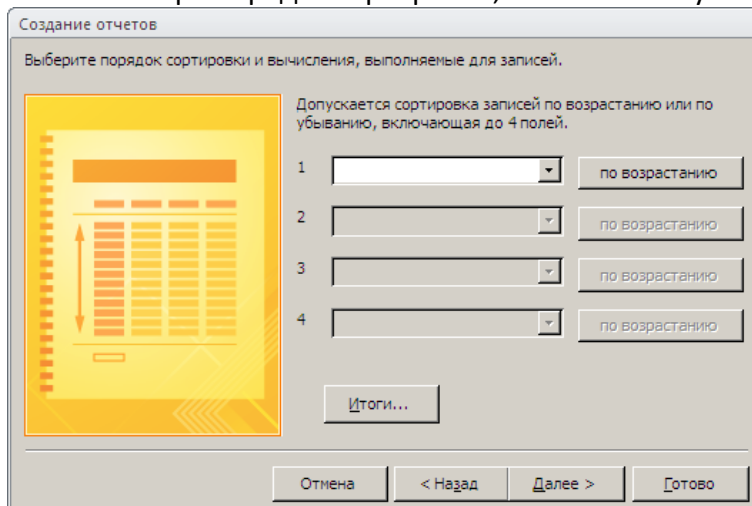 Создание отчетов
Выберите порядок сортировки и вычисления, выполняемые для записей.
Допускается сортировка записей по возрастанию или по
убыванию, включающая до 4 полей.
1 по возрастанию
2 по возрастанию
3 по возрастанию
4 по возрастанию
Итоги...
Отмена < Назад Далее > Готово